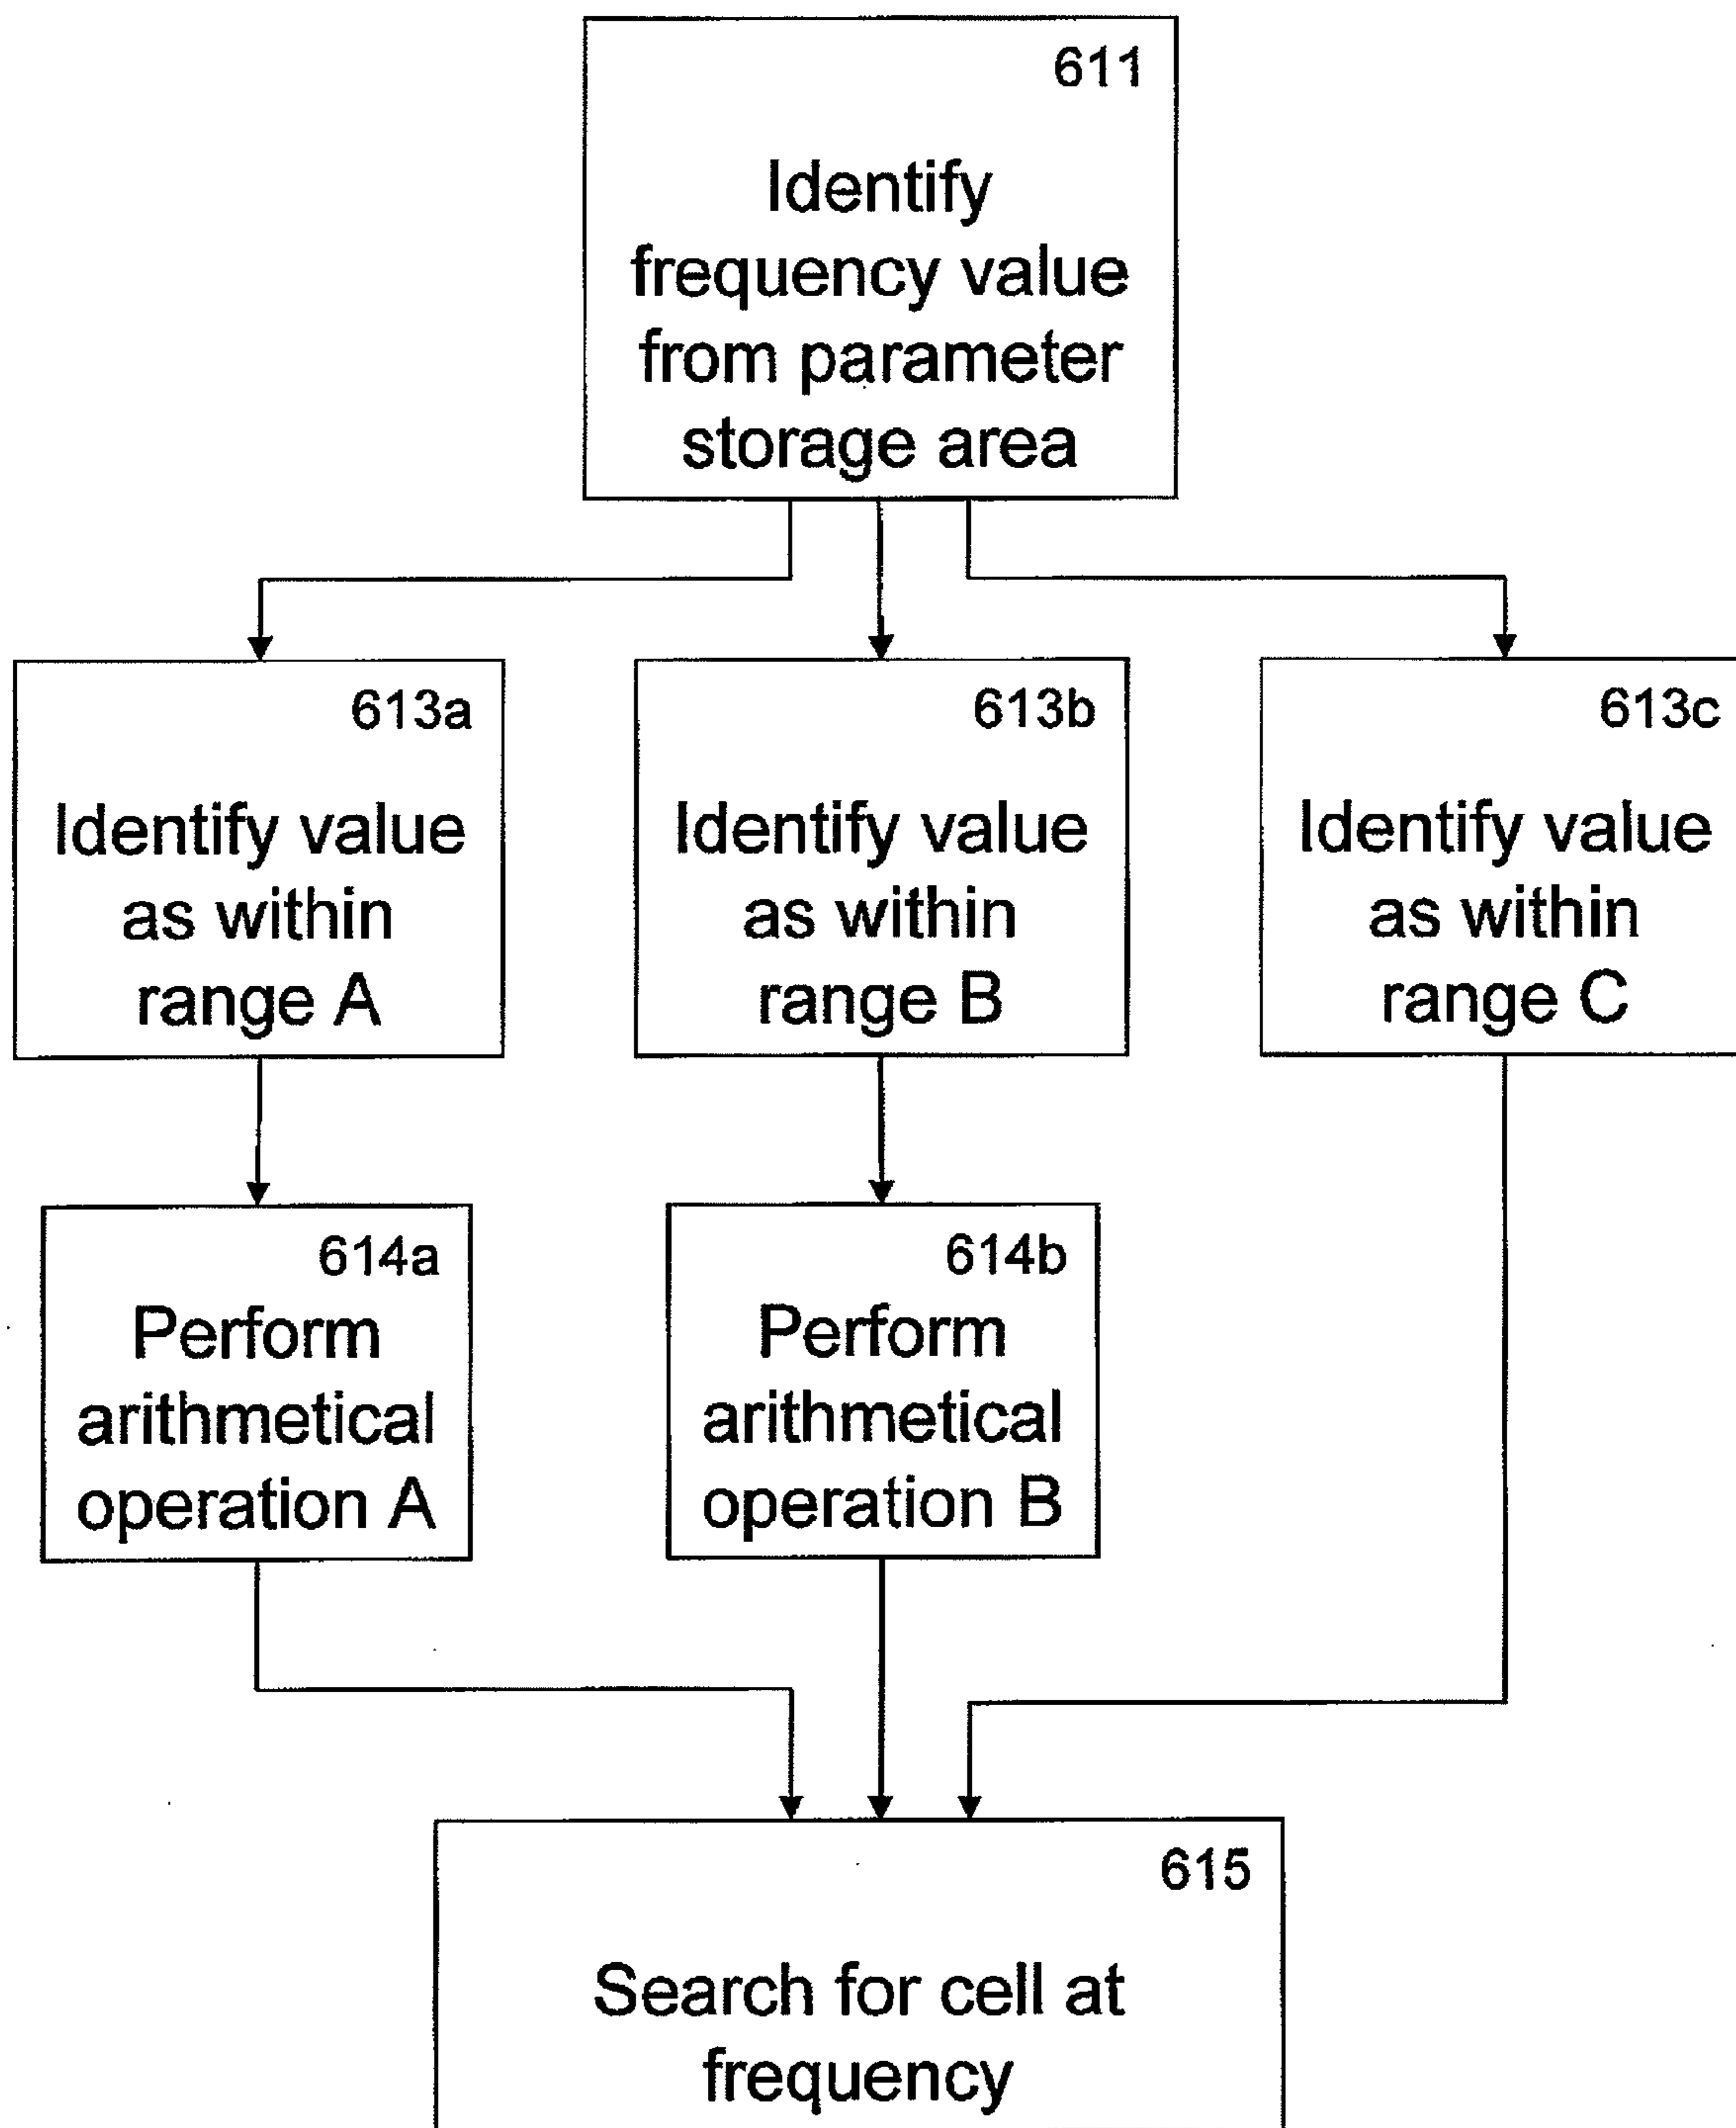 611
Identify
frequency value
from parameter
storage area
613a
Identify value
as within
range A
613b
Identify value
as within
range B
613c
Identify value
as within
range C
614a
Perform
arithmetical
operation A
614b
Perform
arithmetical
operation B
615
Search for cell at
frequency